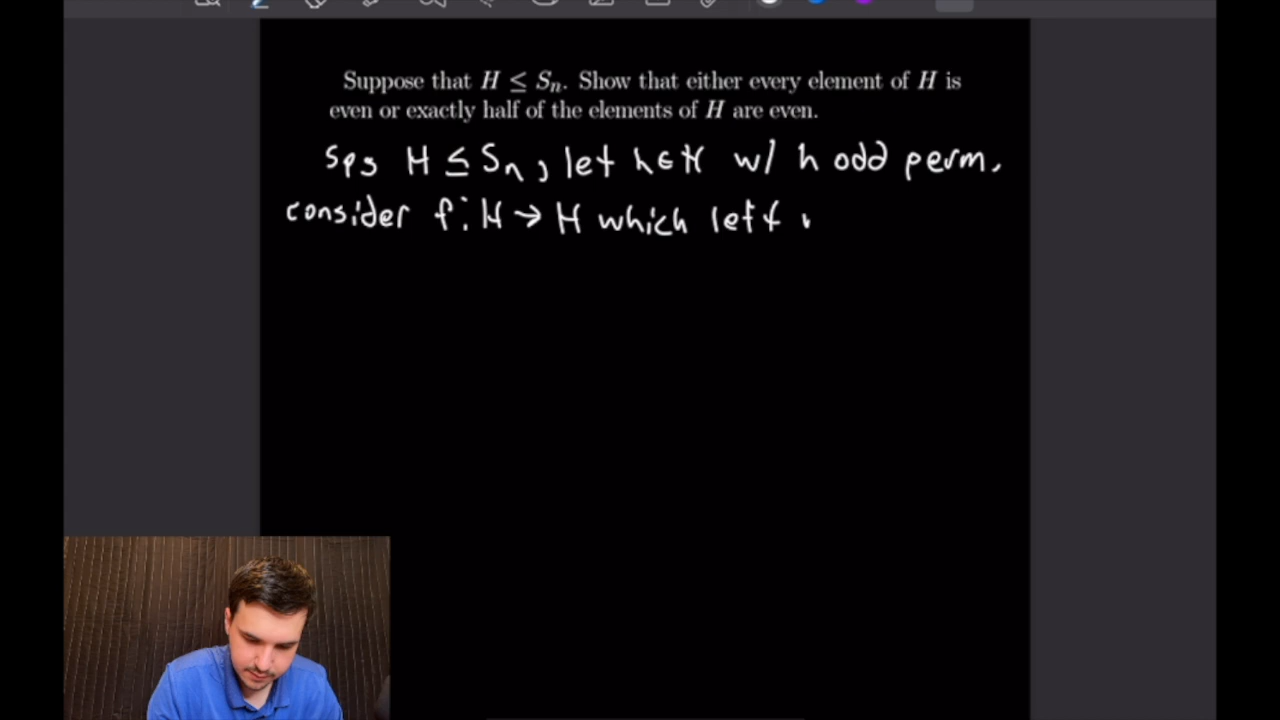 Suppose that H ≤ Sₙ. Show that either every element of H is
even or exactly half of the elements of H are even.
Sps H ≤ Sₙ, let h ∈ H w/ h odd perm.
consider f: H → H which left